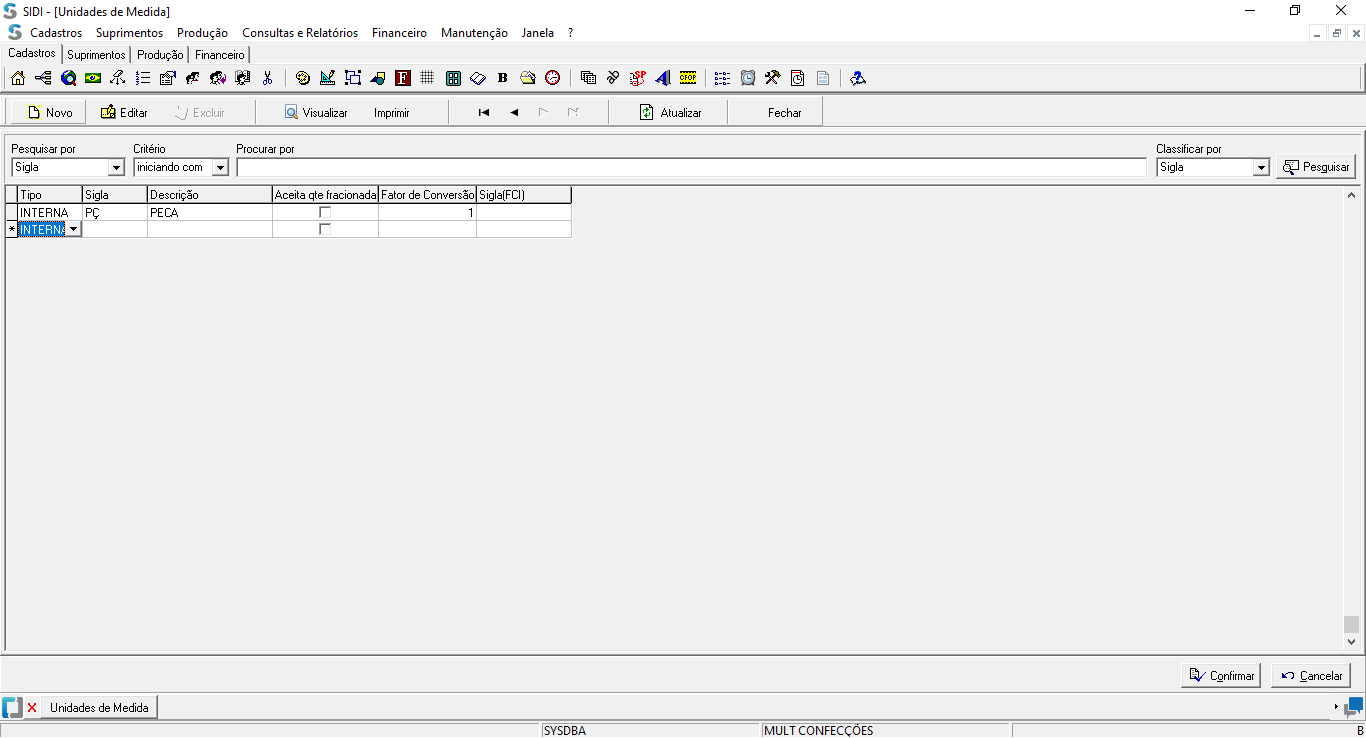 SIDI - [Unidades de Medida]
Cadastros Suprimentos Produção Consultas e Relatórios Financeiro Manutenção Janela ?
Cadastros Suprimentos Produção Financeiro
F B SP CFOP
Novo Editar Excluir Visualizar Imprimir Atualizar Fechar
Pesquisar por Critério Procurar por Classificar por
Sigla iniciando com Sigla Pesquisar
Tipo Sigla Descrição Aceita qte fracionada Fator de Conversão Sigla(FCI)
INTERNA PÇ PECA 1
* INTERNA
Confirmar Cancelar
Unidades de Medida
SYSDBA MULT CONFECÇÕES B